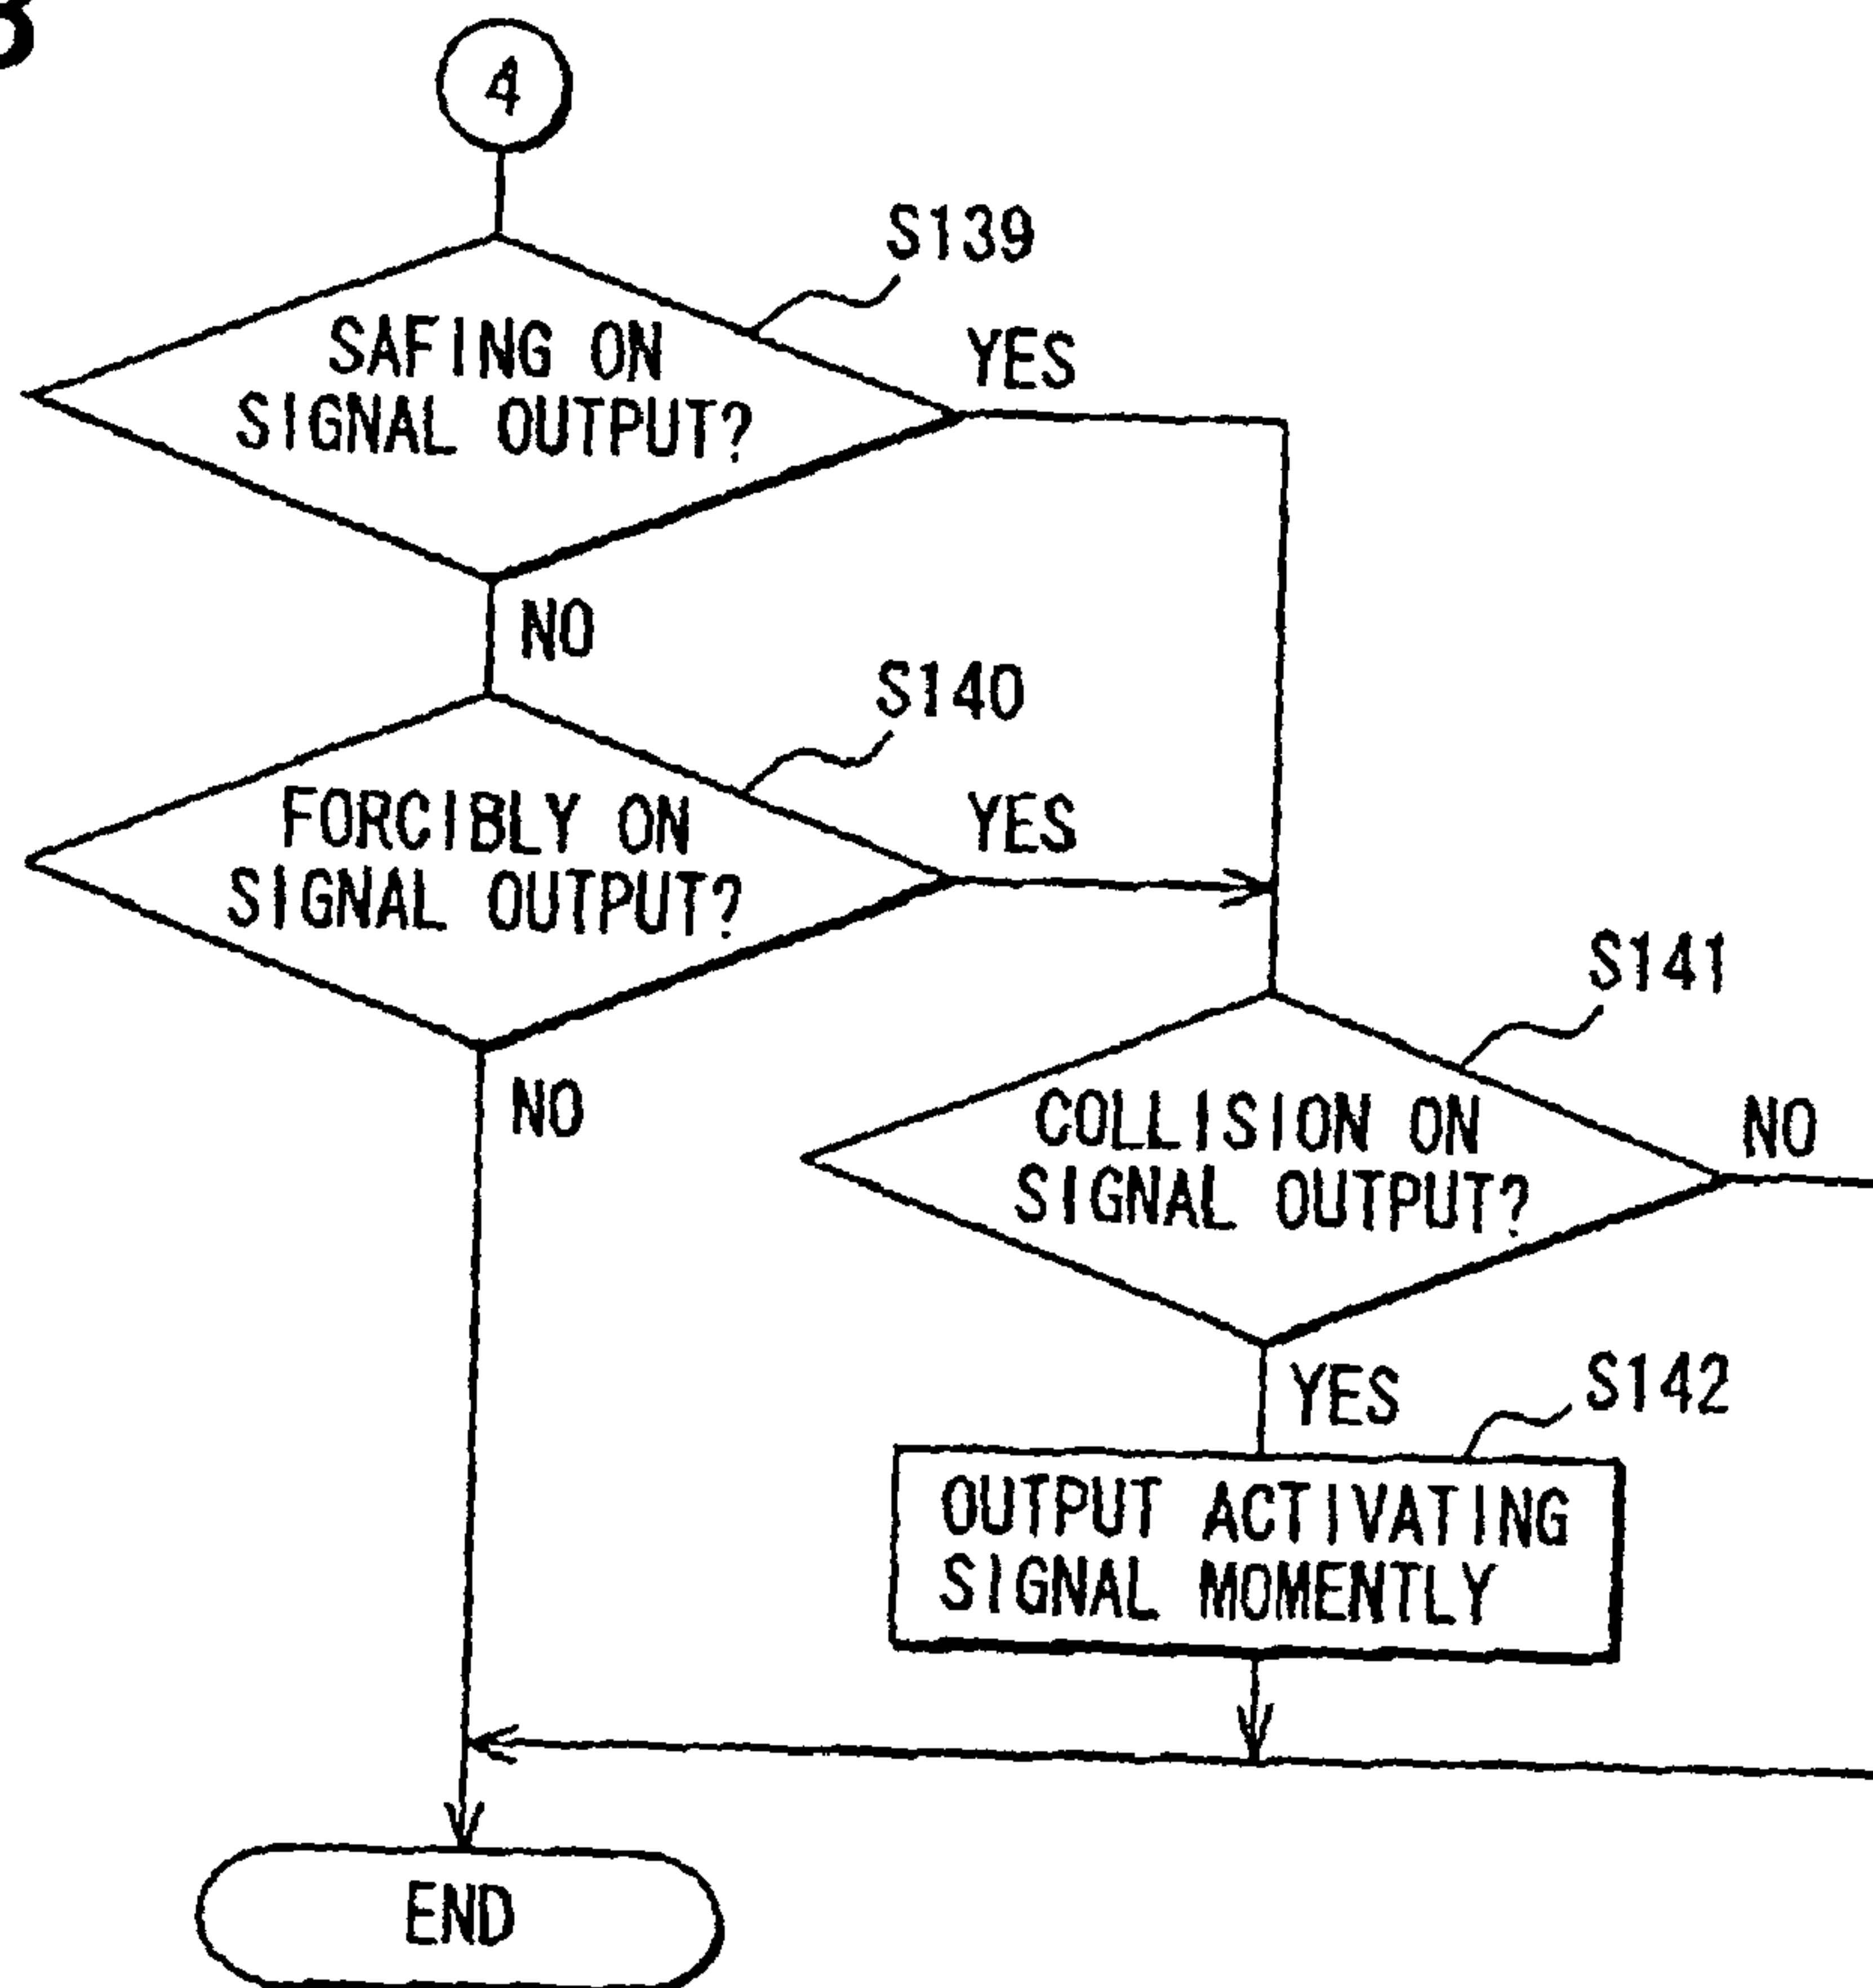 4
S139
SAFING ON
SIGNAL OUTPUT?
YES
NO
S140
FORCIBLY ON
SIGNAL OUTPUT?
YES
NO
S141
COLLISION ON
SIGNAL OUTPUT?
NO
YES
S142
OUTPUT ACTIVATING
SIGNAL MOMENTLY
END